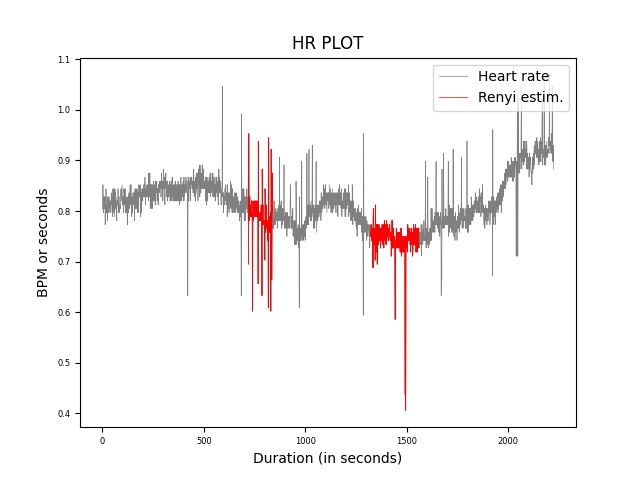 HR PLOT
Heart rate
Renyi estim.
BPM or seconds
1.1
1.0
0.9
0.8
0.7
0.6
0.5
0.4
0 500 1000 1500 2000
Duration (in seconds)